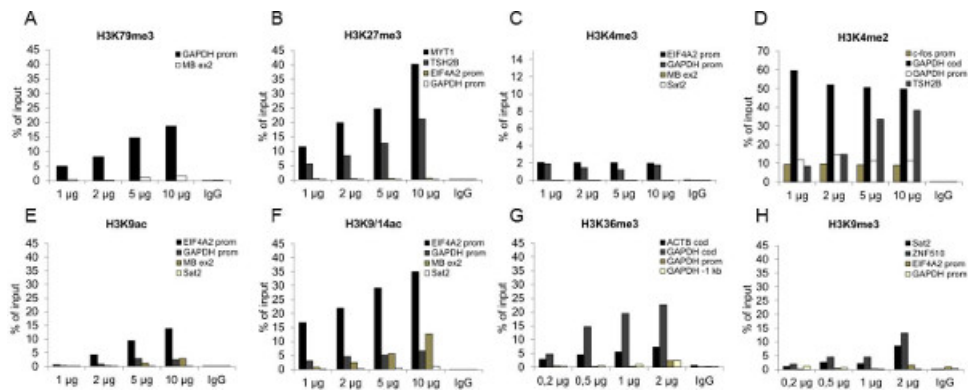 A
H3K79me3
GAPDH prom
MB ex2
% of input
45
40
35
30
25
20
15
10
5
0
1 µg 2 µg 5 µg 10 µg IgG
B
H3K27me3
MYT1
TSH2B
EIF4A2 prom
GAPDH prom
% of input
45
40
35
30
25
20
15
10
5
0
1 µg 2 µg 5 µg 10 µg IgG
C
H3K4me3
EIF4A2 prom
GAPDH prom
MB ex2
Sat2
% of input
14
12
10
8
6
4
2
0
1 µg 2 µg 5 µg 10 µg IgG
D
H3K4me2
c-fos prom
GAPDH cod
GAPDH prom
TSH2B
% of input
70
60
50
40
30
20
10
0
1 µg 2 µg 5 µg 10 µg IgG
E
H3K9ac
EIF4A2 prom
GAPDH prom
MB ex2
Sat2
% of input
45
40
35
30
25
20
15
10
5
0
1 µg 2 µg 5 µg 10 µg IgG
F
H3K9/14ac
EIF4A2 prom
GAPDH prom
MB ex2
Sat2
% of input
45
40
35
30
25
20
15
10
5
0
1 µg 2 µg 5 µg 10 µg IgG
G
H3K36me3
ACTB cod
GAPDH cod
GAPDH prom
GAPDH -1 kb
% of input
45
40
35
30
25
20
15
10
5
0
0,2 µg 0,5 µg 1 µg 2 µg IgG
H
H3K9me3
Sat2
ZNF510
EIF4A2 prom
GAPDH prom
% of input
45
40
35
30
25
20
15
10
5
0
0,2 µg 0,5 µg 1 µg 2 µg IgG